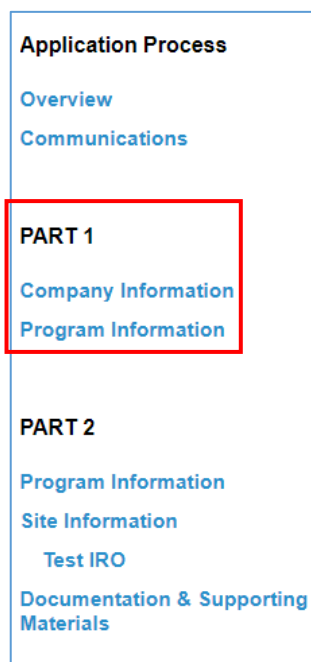 Application Process
Overview
Communications
PART 1
Company Information
Program Information
PART 2
Program Information
Site Information
Test IRO
Documentation & Supporting
Materials